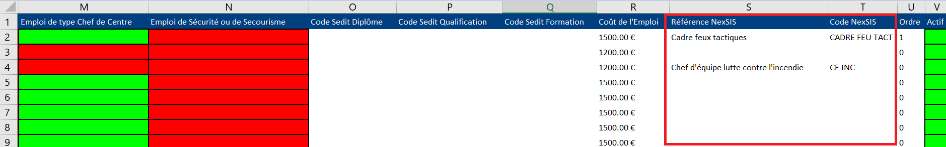 M N O P Q R S T U V
1 Emploi de type Chef de Centre Emploi de Sécurité ou de Secourisme Code Sedit Diplôme Code Sedit Qualification Code Sedit Formation Coût de l'Emploi Référence NexSIS Code NexSIS Ordre Actif
2 1500.00 € Cadre feux tactiques CADRE FEU TACT 1
3 1200.00 € 0
4 1200.00 € Chef d'équipe lutte contre l'incendie CE INC 0
5 1500.00 € 0
6 1500.00 € 0
7 1500.00 € 0
8 1500.00 € 0
9 1500.00 € 0